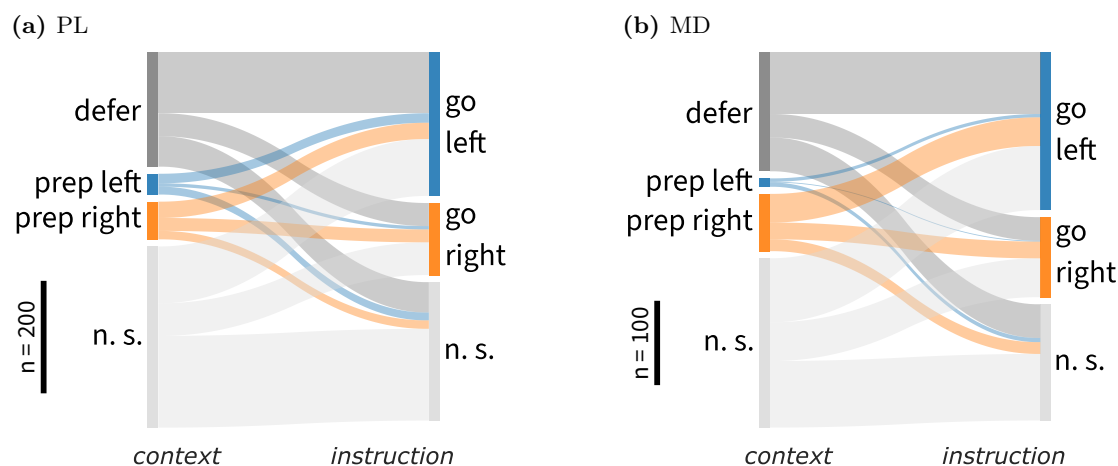 (a) PL
defer
prep left
prep right
n. s.
n = 200
go
left
go
right
n. s.
context
instruction
(b) MD
defer
prep left
prep right
n. s.
n = 100
go
left
go
right
n. s.
context
instruction